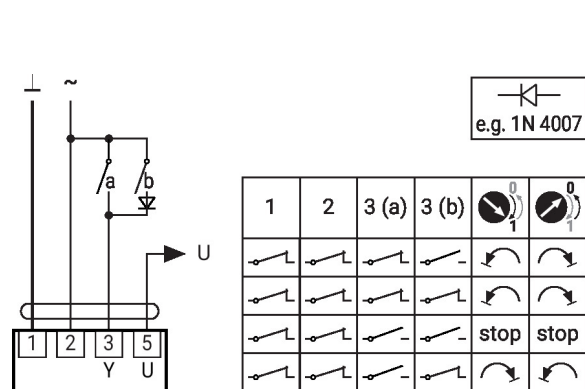 ⊥ ~
a b
U
1 2 3 5
Y U
e.g. 1N 4007
1 2 3 (a) 3 (b) 0 1 0 1
stop stop